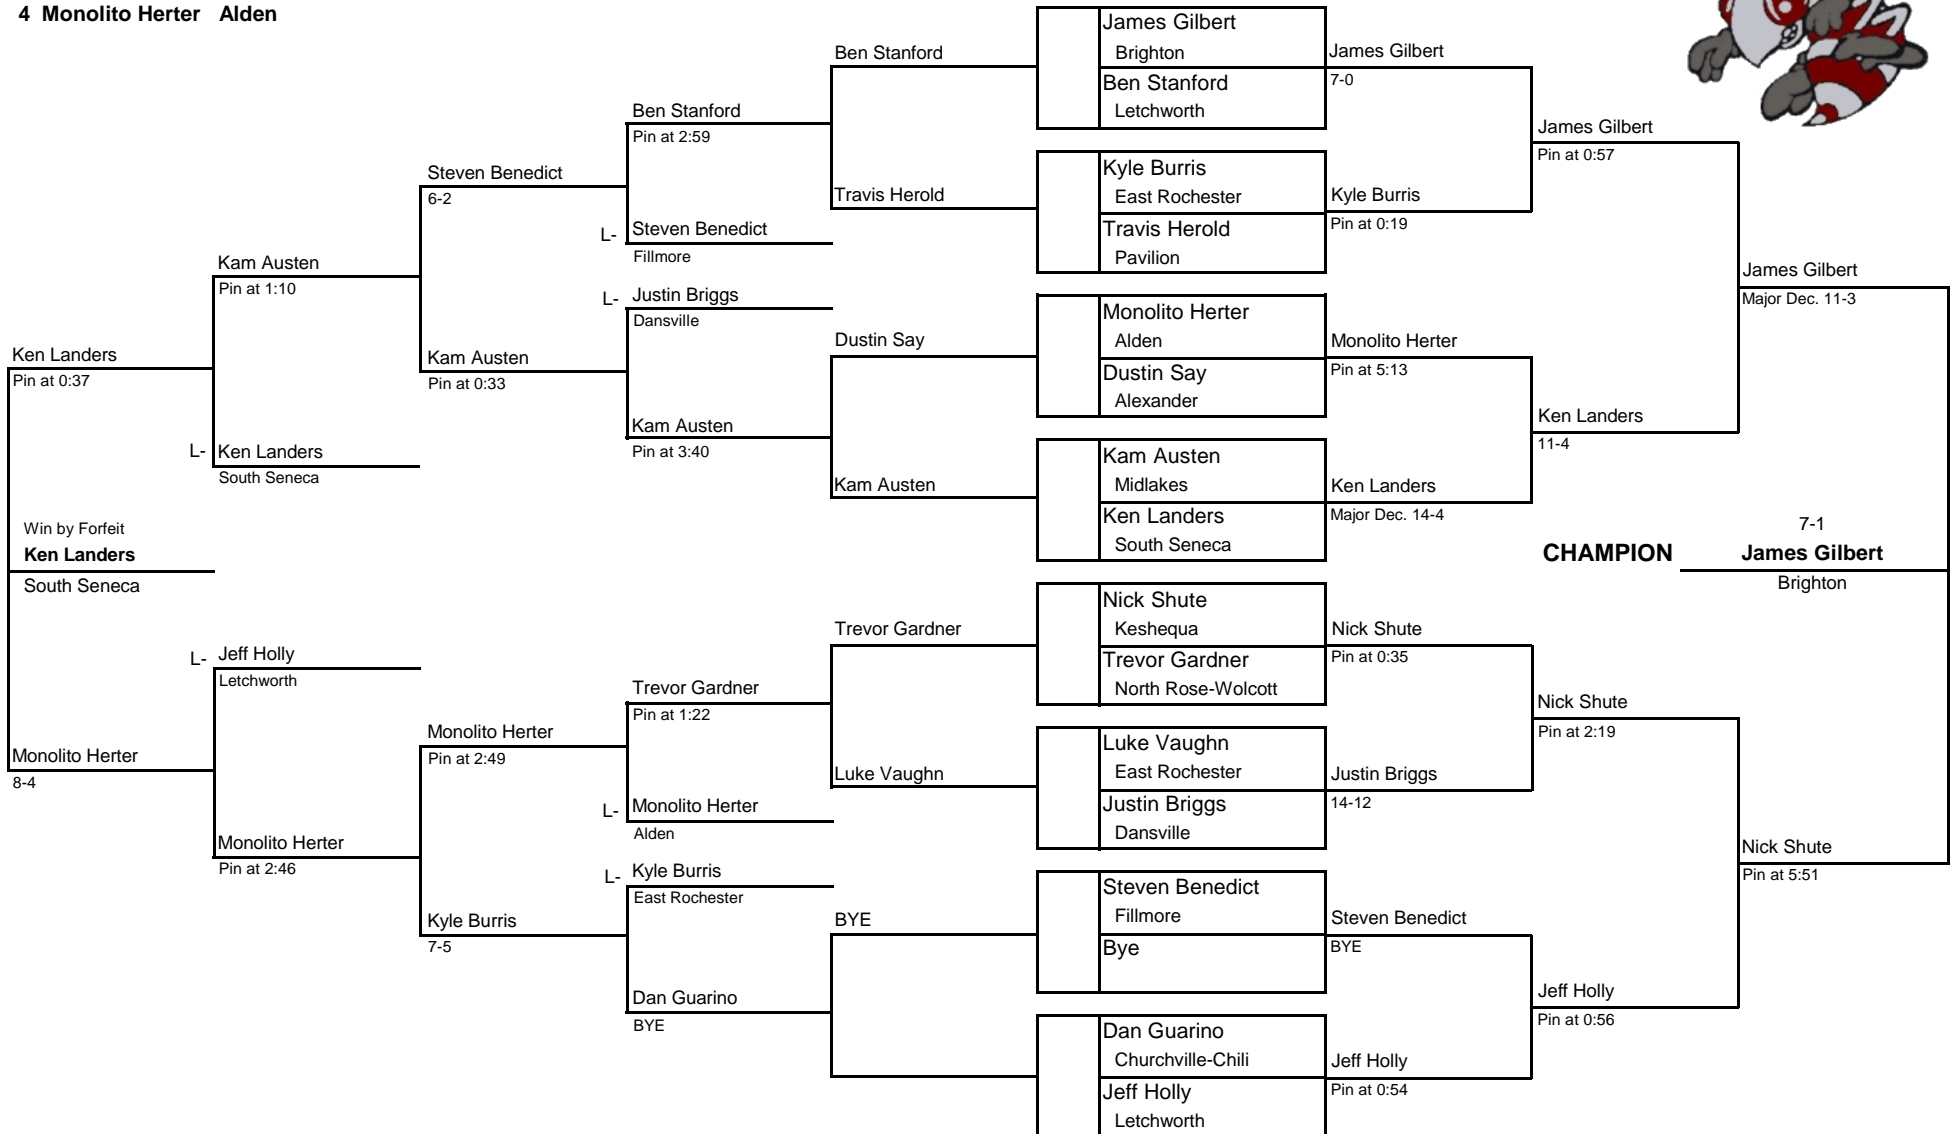 4 Monolito Herter Alden
James Gilbert
Brighton
Ben Stanford
Letchworth
Kyle Burris
East Rochester
Travis Herold
Pavilion
Monolito Herter
Alden
Dustin Say
Alexander
Kam Austen
Midlakes
Ken Landers
South Seneca
Nick Shute
Keshequa
Trevor Gardner
North Rose-Wolcott
Luke Vaughn
East Rochester
Justin Briggs
Dansville
Steven Benedict
Fillmore
Bye
Dan Guarino
Churchville-Chili
Jeff Holly
Letchworth
James Gilbert
7-0
Kyle Burris
Pin at 0:19
Monolito Herter
Pin at 5:13
Ken Landers
Major Dec. 14-4
Nick Shute
Pin at 0:35
Justin Briggs
14-12
Steven Benedict
BYE
Jeff Holly
Pin at 0:54
James Gilbert
Pin at 0:57
Ken Landers
11-4
Nick Shute
Pin at 2:19
Jeff Holly
Pin at 0:56
James Gilbert
Major Dec. 11-3
Nick Shute
Pin at 5:51
7-1
CHAMPION James Gilbert
Brighton
Ben Stanford
Travis Herold
Dustin Say
Kam Austen
Trevor Gardner
Luke Vaughn
BYE
Ben Stanford
Pin at 2:59
L- Steven Benedict
Fillmore
L- Justin Briggs
Dansville
Kam Austen
Pin at 3:40
Trevor Gardner
Pin at 1:22
L- Monolito Herter
Alden
L- Kyle Burris
East Rochester
Dan Guarino
BYE
Steven Benedict
6-2
Kam Austen
Pin at 0:33
Monolito Herter
Pin at 2:49
Kyle Burris
7-5
Kam Austen
Pin at 1:10
L- Ken Landers
South Seneca
L- Jeff Holly
Letchworth
Monolito Herter
Pin at 2:46
Ken Landers
Pin at 0:37
Monolito Herter
8-4
Win by Forfeit
Ken Landers
South Seneca